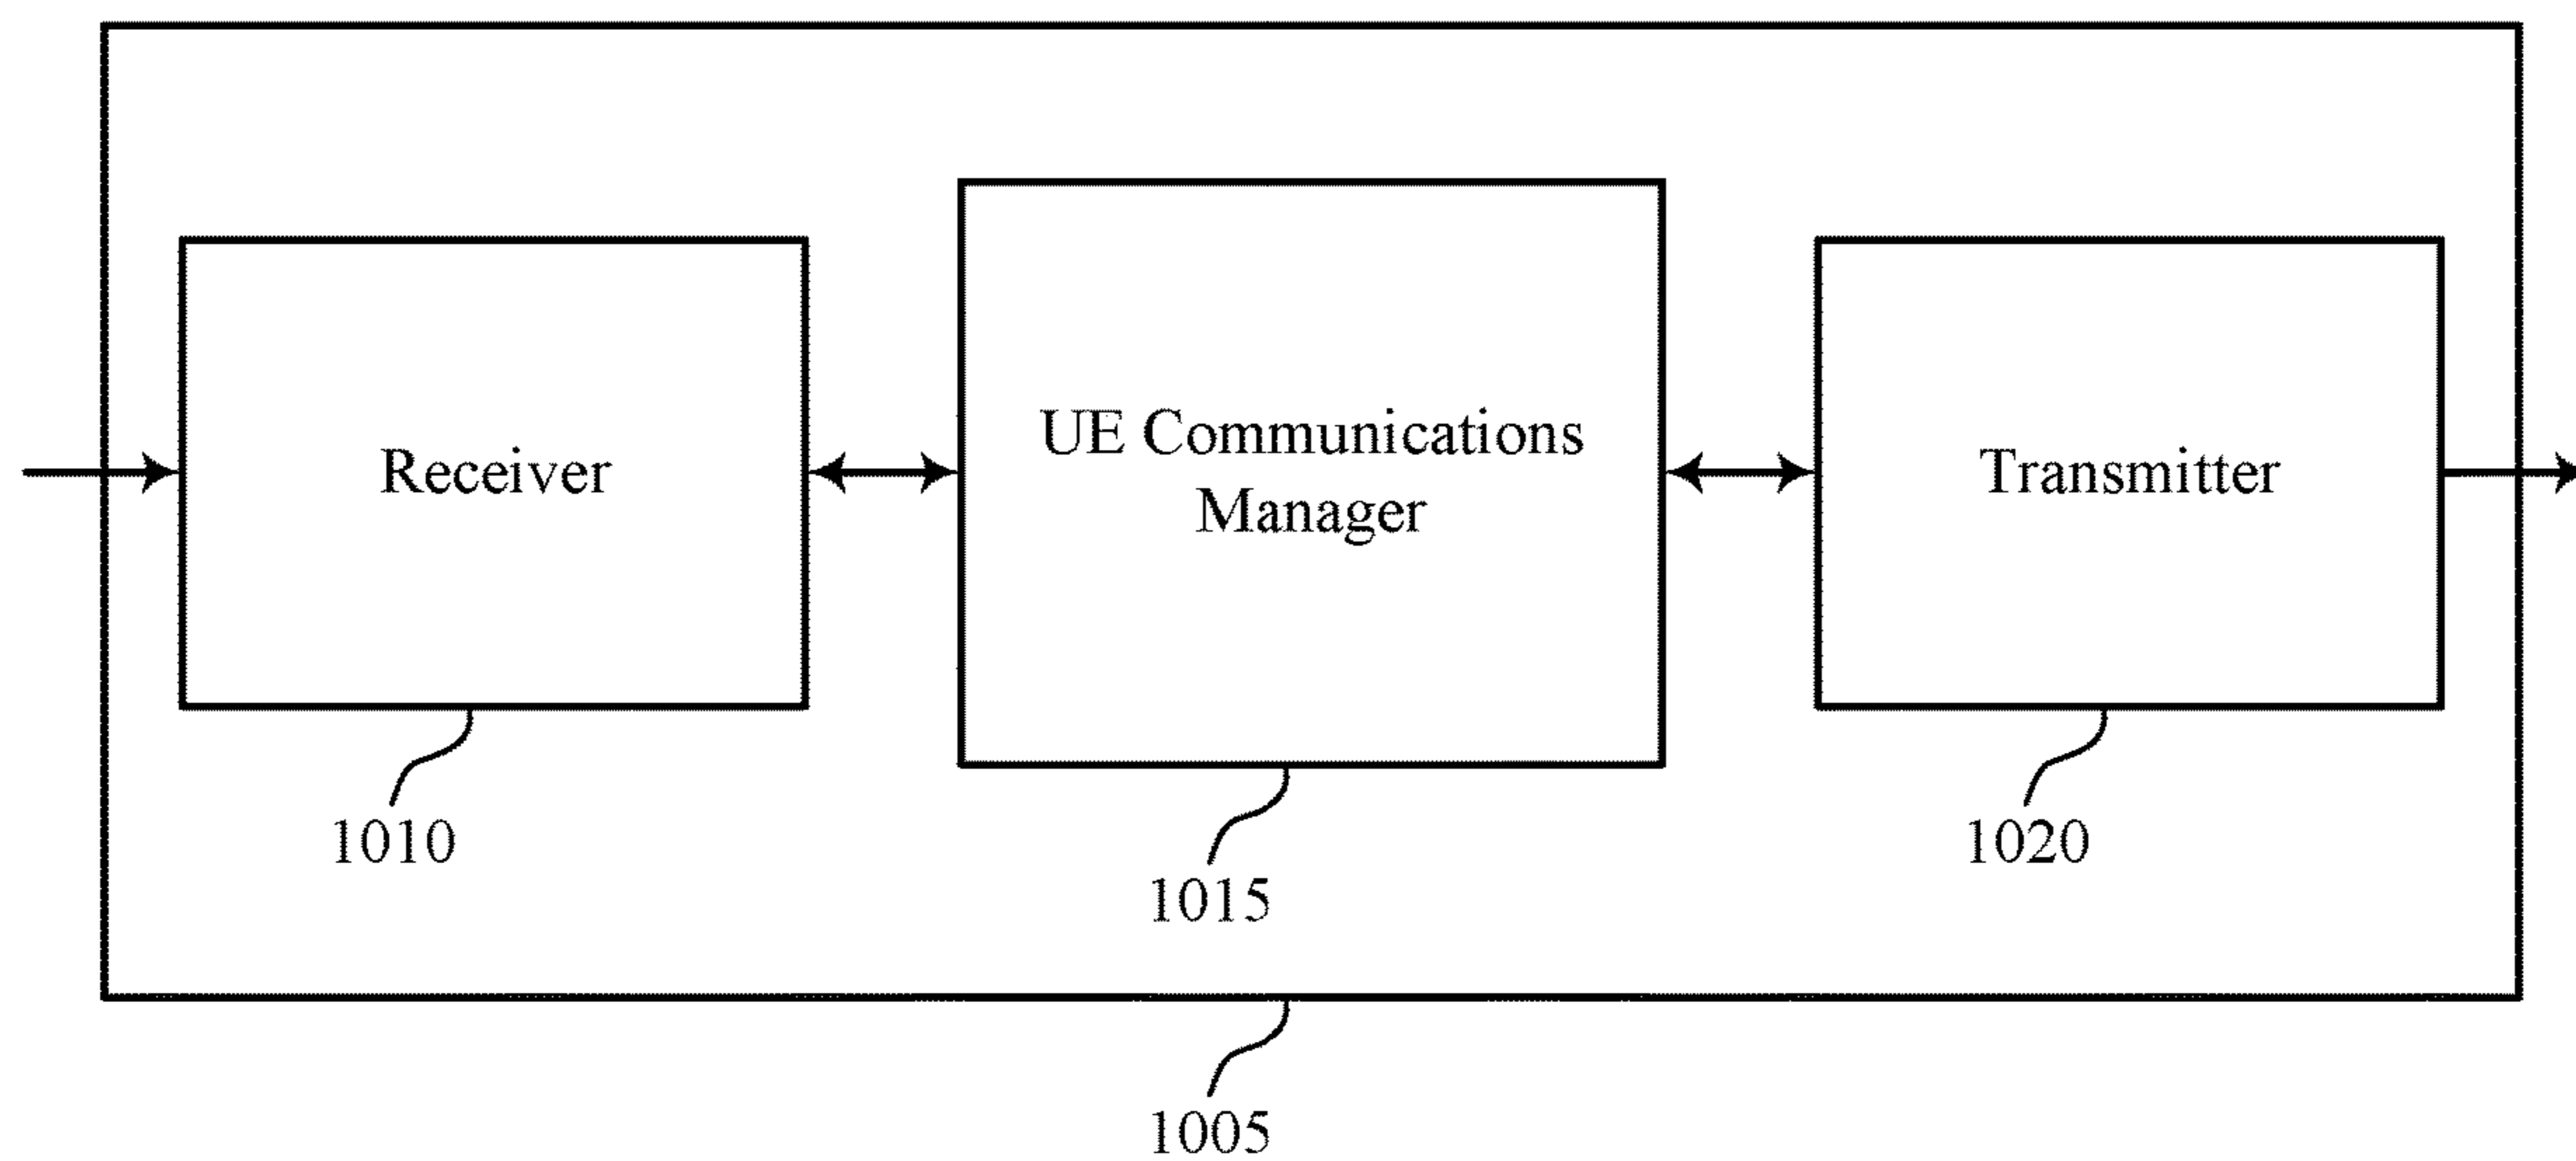 Receiver
UE Communications
Manager
Transmitter
1010
1015
1020
1005